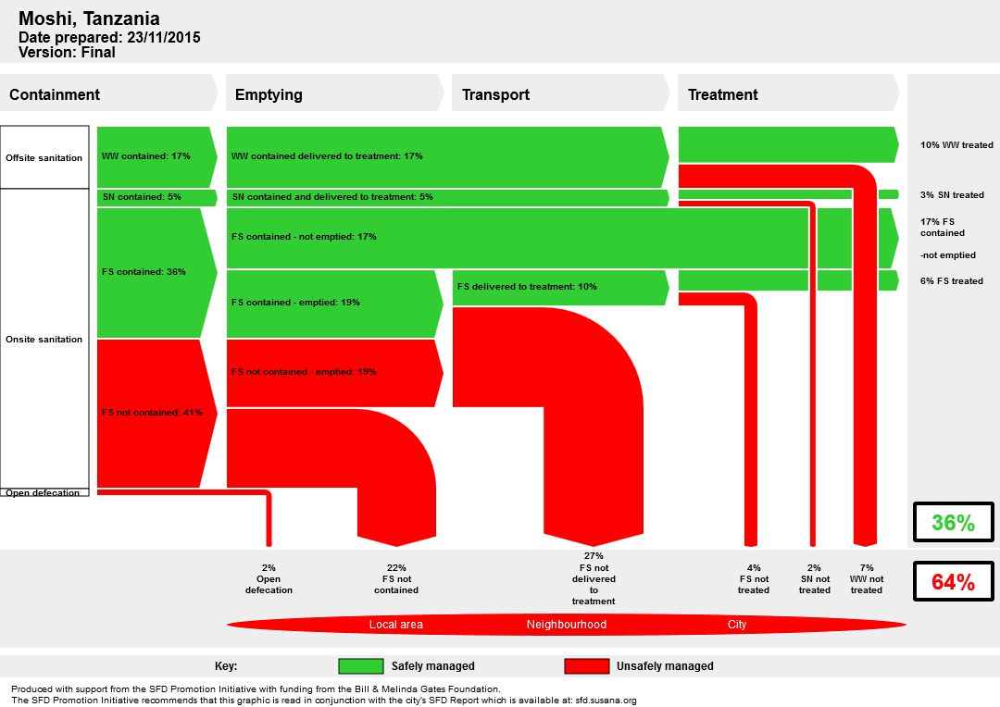 Moshi, Tanzania
Date prepared: 23/11/2015
Version: Final
Containment
Emptying
Transport
Treatment
Offsite sanitation
WW contained: 17%
WW contained delivered to treatment: 17%
10% WW treated
SN contained: 5%
SN contained and delivered to treatment: 5%
3% SN treated
FS contained: 36%
FS contained - not emptied: 17%
17% FS
contained
-not emptied
FS contained - emptied: 19%
FS delivered to treatment: 10%
6% FS treated
Onsite sanitation
FS not contained: 41%
FS not contained - emptied: 19%
Open defecation
36%
64%
2%
Open
defecation
22%
FS not
contained
27%
FS not
delivered
to
treatment
4%
FS not
treated
2%
SN not
treated
7%
WW not
treated
Local area
Neighbourhood
City
Key:
Safely managed
Unsafely managed
Produced with support from the SFD Promotion Initiative with funding from the Bill & Melinda Gates Foundation.
The SFD Promotion Initiative recommends that this graphic is read in conjunction with the city's SFD Report which is available at: sfd.susana.org